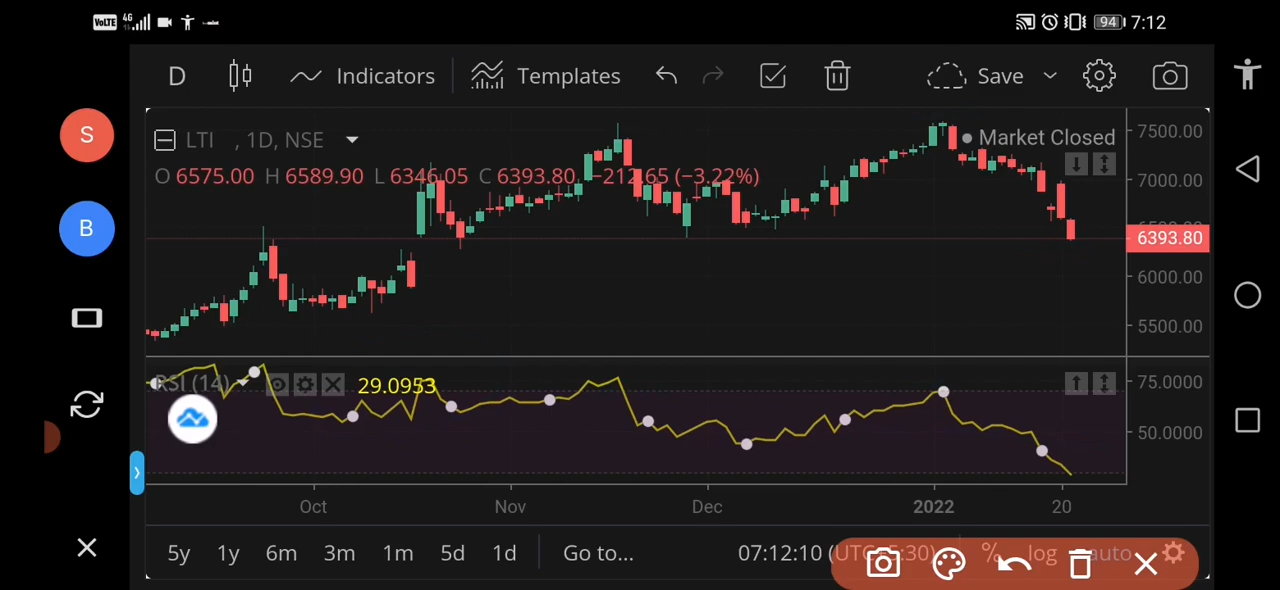 VoLTE 4G 94 7:12
D Indicators Templates Save
S
LTI , 1D, NSE
Market Closed
O 6575.00 H 6589.90 L 6346.05 C 6393.80 −212.65 (−3.22%)
B
7500.00
7000.00
6500.00
6393.80
6000.00
5500.00
RSI (14) 29.0953
75.0000
50.0000
Oct Nov Dec 2022 20
5y 1y 6m 3m 1m 5d 1d Go to... 07:12:10 (UTC+5:30) % log auto